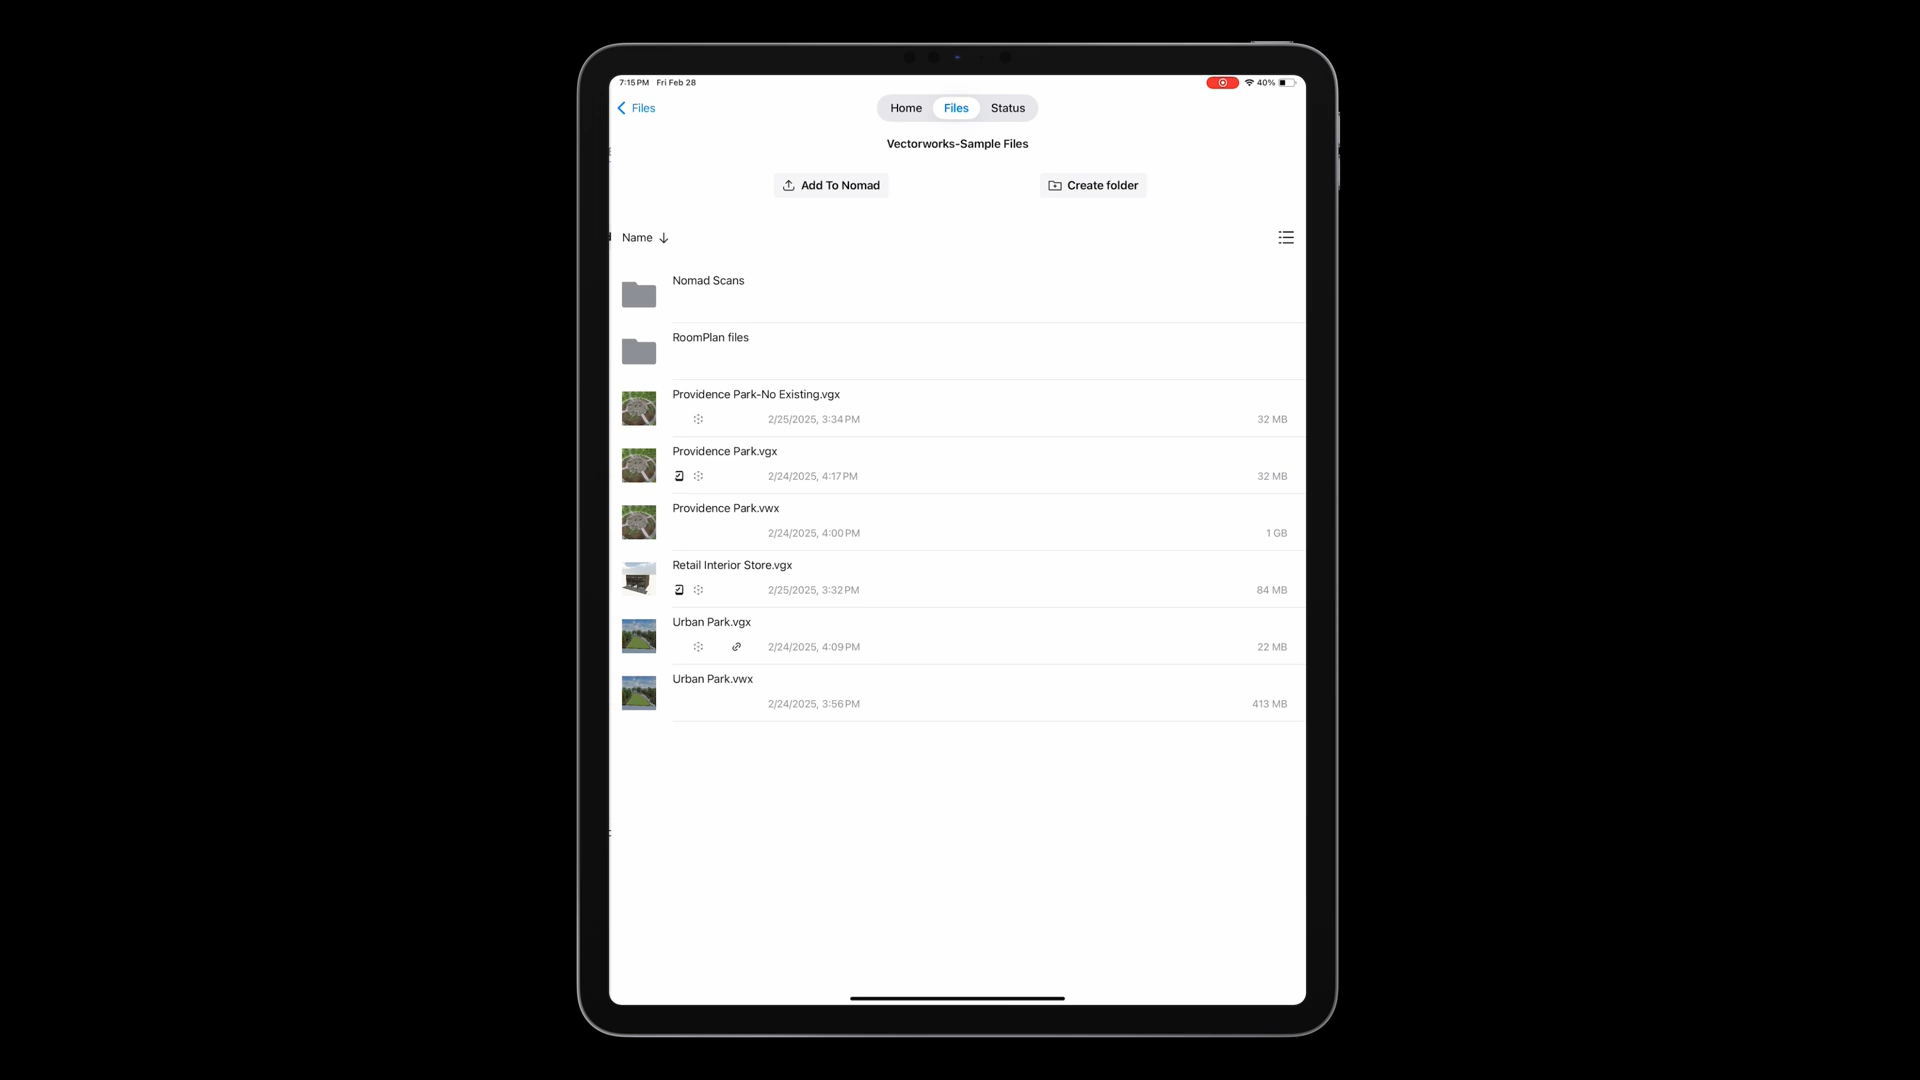 7:15 PM Fri Feb 28 40%
Files Home Files Status
Vectorworks-Sample Files
Add To Nomad Create folder
Name
Nomad Scans
RoomPlan files
Providence Park-No Existing.vgx
2/25/2025, 3:34 PM 32 MB
Providence Park.vgx
2/24/2025, 4:17 PM 32 MB
Providence Park.vwx
2/24/2025, 4:00 PM 1 GB
Retail Interior Store.vgx
2/25/2025, 3:32 PM 84 MB
Urban Park.vgx
2/24/2025, 4:09 PM 22 MB
Urban Park.vwx
2/24/2025, 3:56 PM 413 MB